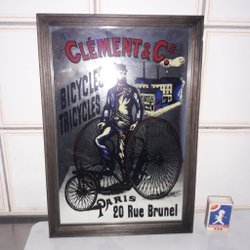 CLÉMENT & Cie
BICYCLES
TRICYCLES
PARIS
20 Rue Brunel